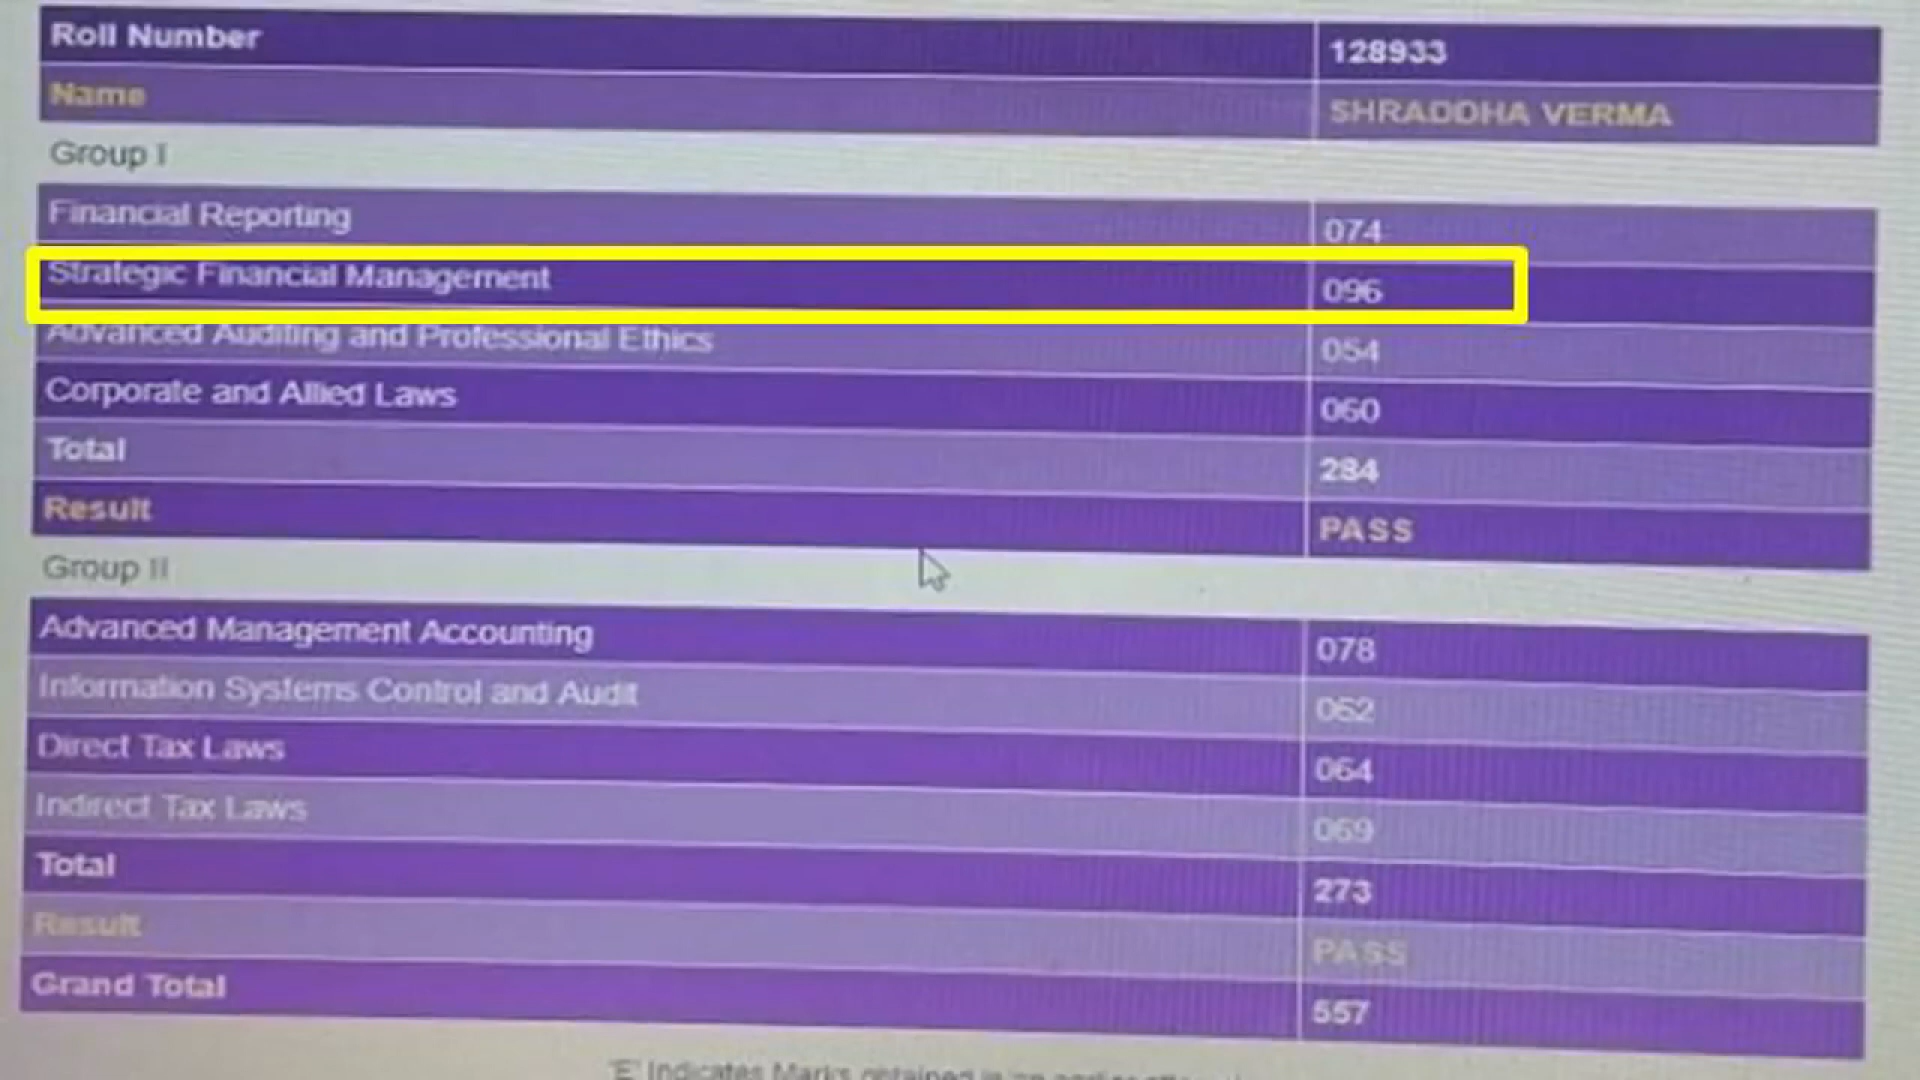 Roll Number 128933
Name SHRADDHA VERMA
Group I
Financial Reporting 074
Strategic Financial Management 096
Advanced Auditing and Professional Ethics 054
Corporate and Allied Laws 060
Total 284
Result PASS
Group II
Advanced Management Accounting 078
Information Systems Control and Audit 062
Direct Tax Laws 064
Indirect Tax Laws 069
Total 273
Result PASS
Grand Total 557
'E' Indicates Marks obtained in an